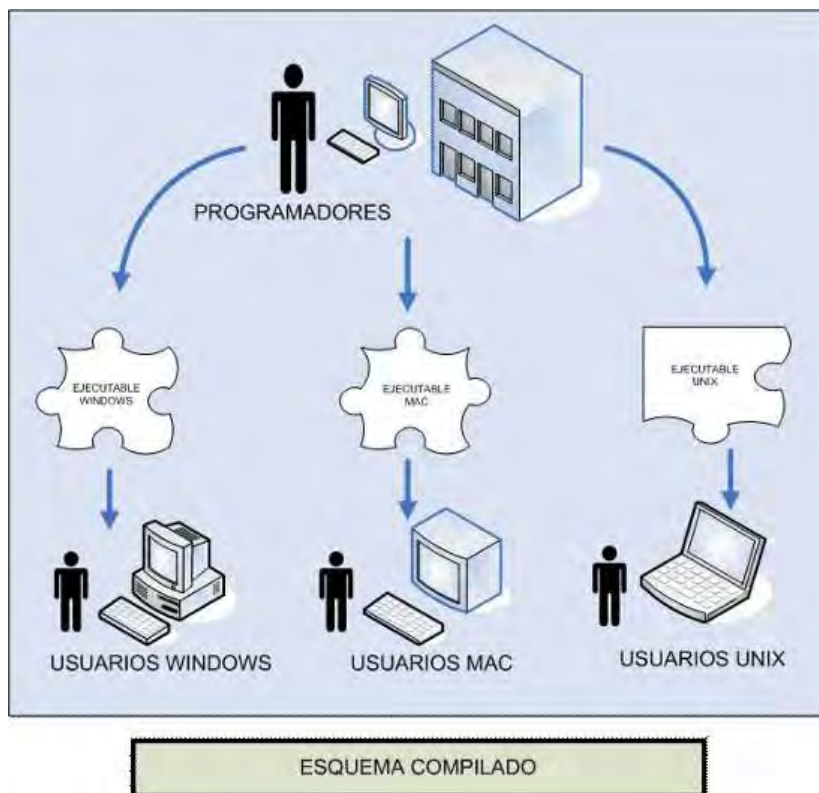 PROGRAMADORES
EJECUTABLE
WINDOWS
EJECUTABLE
MAC
EJECUTABLE
UNIX
USUARIOS WINDOWS
USUARIOS MAC
USUARIOS UNIX
ESQUEMA COMPILADO